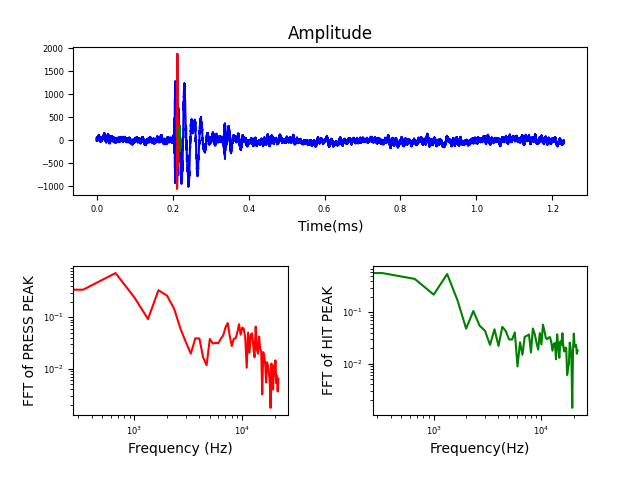 Amplitude
2000
1500
1000
500
0
−500
−1000
0.0 0.2 0.4 0.6 0.8 1.0 1.2
Time(ms)
FFT of PRESS PEAK
10⁻¹
10⁻²
10³ 10⁴
Frequency (Hz)
FFT of HIT PEAK
10⁻¹
10⁻²
10³ 10⁴
Frequency(Hz)